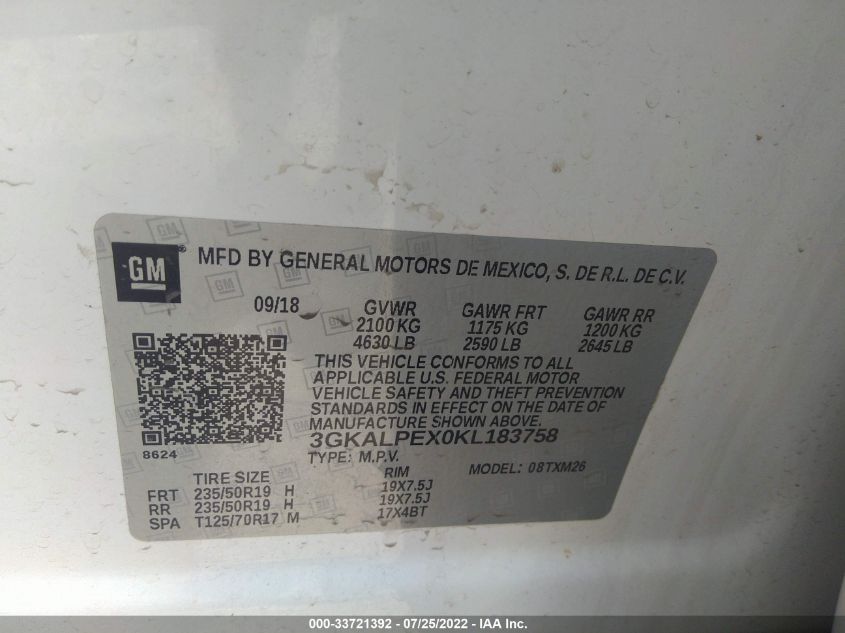 GM ® MFD BY GENERAL MOTORS DE MEXICO, S. DE R.L. DE C.V.
09/18 GVWR GAWR FRT GAWR RR
2100 KG 1175 KG 1200 KG
4630 LB 2590 LB 2645 LB
THIS VEHICLE CONFORMS TO ALL
APPLICABLE U.S. FEDERAL MOTOR
VEHICLE SAFETY AND THEFT PREVENTION
STANDARDS IN EFFECT ON THE DATE OF
MANUFACTURE SHOWN ABOVE.
8624 3GKALPEX0KL183758
TYPE: M.P.V. MODEL: 08TXM26
TIRE SIZE RIM
FRT 235/50R19 H 19X7.5J
RR 235/50R19 H 19X7.5J
SPA T125/70R17 M 17X4BT
000-33721392 - 07/25/2022 - IAA Inc.